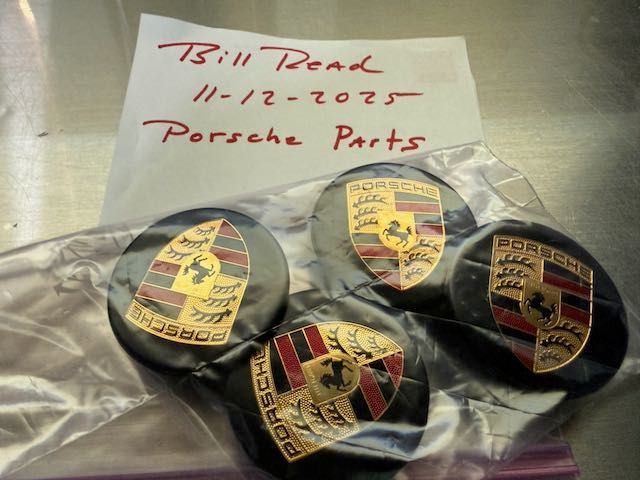 Bill Read
11-12-2025
Porsche Parts
PORSCHE
PORSCHE
PORSCHE
PORSCHE